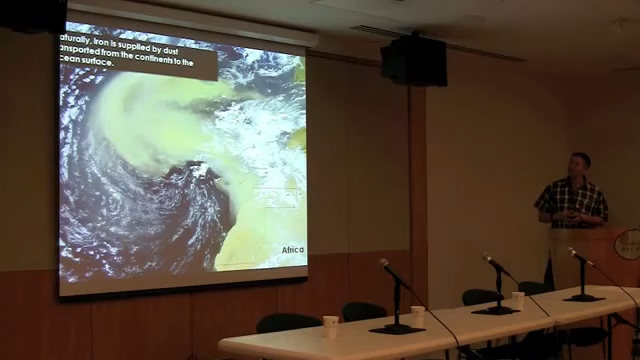 aturally, Iron is supplied by dust
ansported from the continents to the
cean surface.
Africa